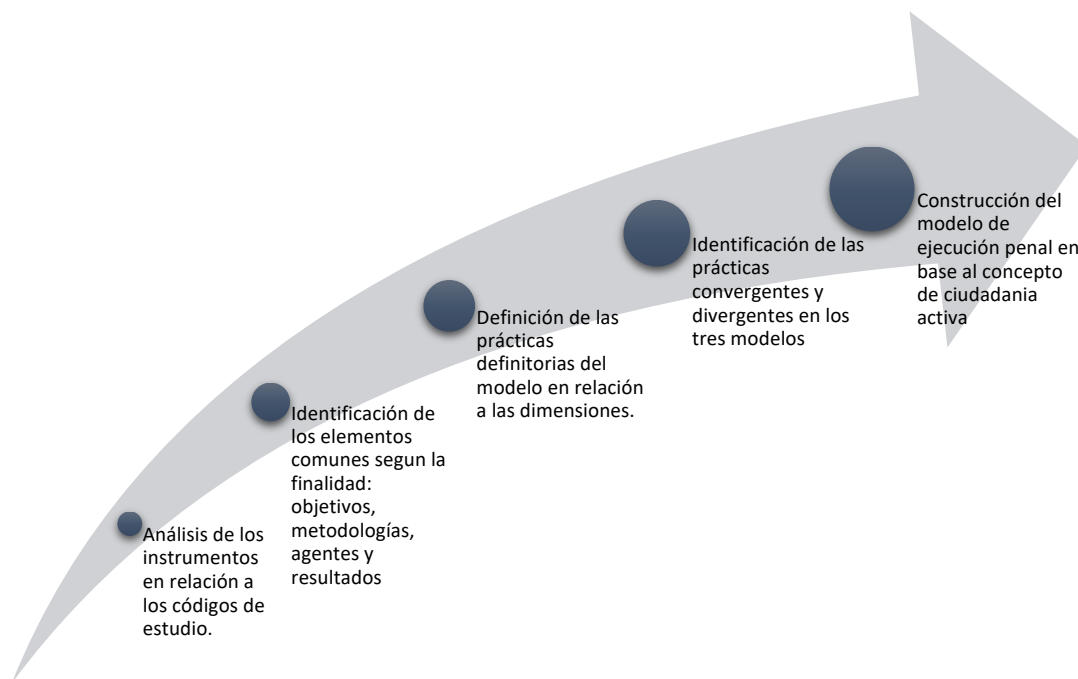 Análisis de los
instrumentos
en relación a
los códigos de
estudio.
Identificación de
los elementos
comunes segun la
finalidad:
objetivos,
metodologías,
agentes y
resultados
Definición de las
prácticas
definitorias del
modelo en relación
a las dimensiones.
Identificación de las
prácticas
convergentes y
divergentes en los
tres modelos
Construcción del
modelo de
ejecución penal en
base al concepto
de ciudadania
activa